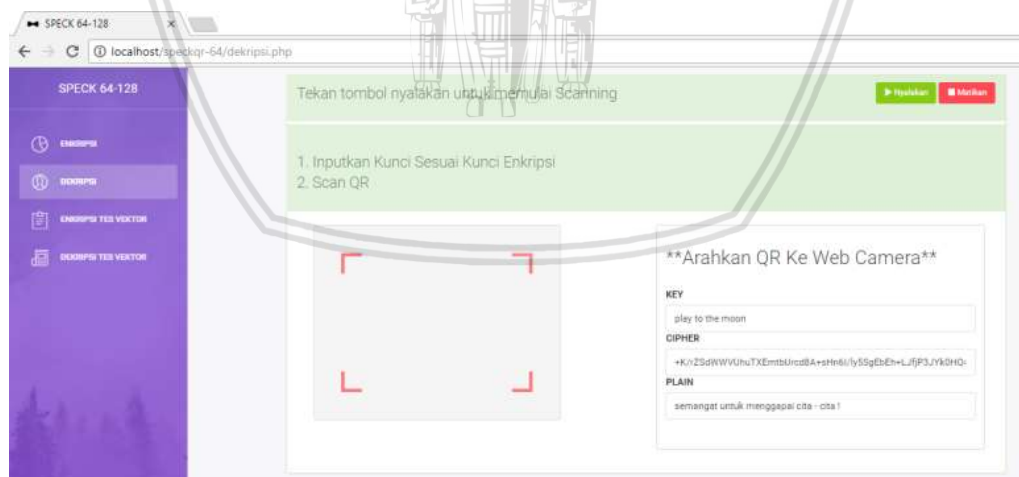 SPECK 64-128
localhost/speckqr-64/dekripsi.php
SPECK 64-128
Tekan tombol nyalakan untuk memulai Scanning
Nyalakan
Matikan
ENKRIPSI
DEKRIPSI
ENKRIPSI TES VEKTOR
DEKRIPSI TES VEKTOR
1. Inputkan Kunci Sesuai Kunci Enkripsi
2. Scan QR
**Arahkan QR Ke Web Camera**
KEY
play to the moon
CIPHER
PLAIN
semangat untuk menggapai cita - cita !